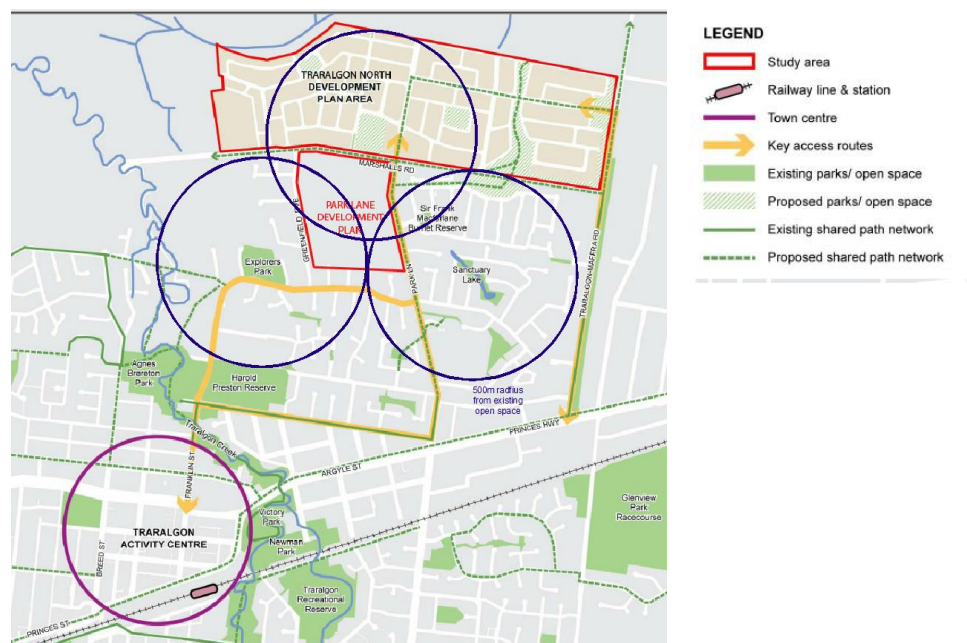 TRARALGON NORTH
DEVELOPMENT
PLAN AREA
MARSHALLS RD
PARK LANE
DEVELOPMENT
PLAN
GREENFIELD
Sir Frank
Macfarlane
Burnet Reserve
PARK LN
Explorers
Park
Sanctuary
Lake
TRARALGON-MAFFRA RD
Agnes
Brereton
Park
Harold
Preston Reserve
500m radius
from existing
open space
PRINCES HWY
Traralgon Creek
FRANKLIN ST
ARGYLE ST
Victory
Park
Newman
Park
Glenview
Park
Racecourse
TRARALGON
ACTIVITY CENTRE
BREED ST
Traralgon
Recreational
Reserve
PRINCES ST
LEGEND
Study area
Railway line & station
Town centre
Key access routes
Existing parks/ open space
Proposed parks/ open space
Existing shared path network
Proposed shared path network